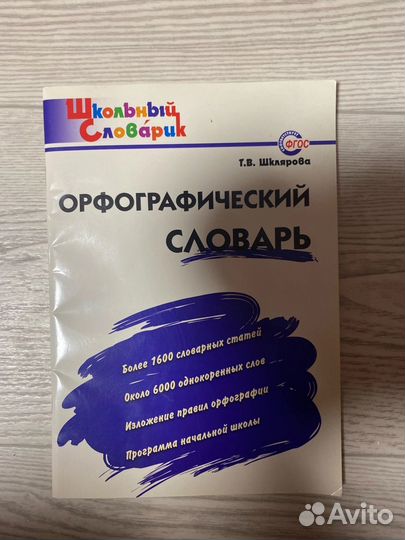 Школьный
Словарик
ФГОС
Т.В. Шклярова
ОРФОГРАФИЧЕСКИЙ
СЛОВАРЬ
Более 1600 словарных статей
Около 6000 однокоренных слов
Изложение правил орфографии
Программа начальной школы
Avito